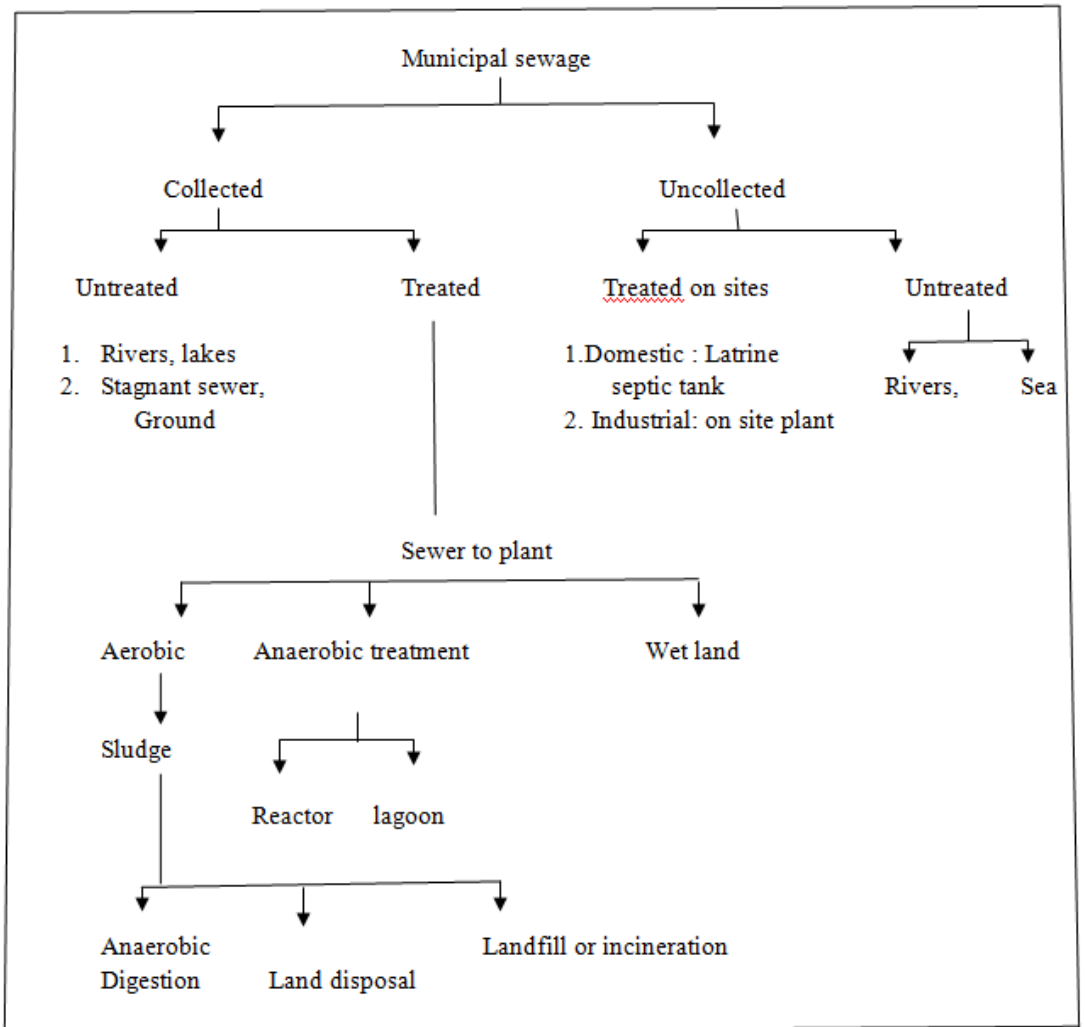 Municipal sewage
Collected
Uncollected
Untreated
Treated
Treated on sites
Untreated
1. Rivers, lakes
2. Stagnant sewer,
Ground
1.Domestic : Latrine
septic tank
2. Industrial: on site plant
Rivers,
Sea
Sewer to plant
Aerobic
Anaerobic treatment
Wet land
Sludge
Reactor
lagoon
Anaerobic
Digestion
Land disposal
Landfill or incineration